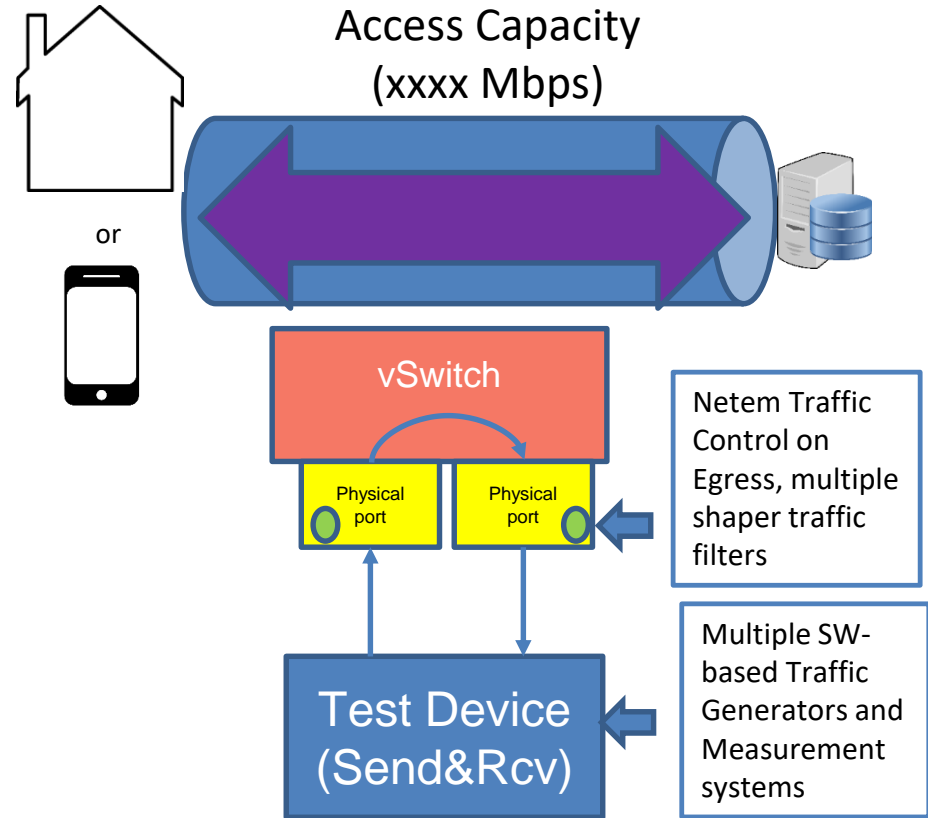 Access Capacity
(xxxx Mbps)
or
vSwitch
Physical
port
Physical
port
Netem Traffic
Control on
Egress, multiple
shaper traffic
filters
Test Device
(Send&Rcv)
Multiple SW-
based Traffic
Generators and
Measurement
systems